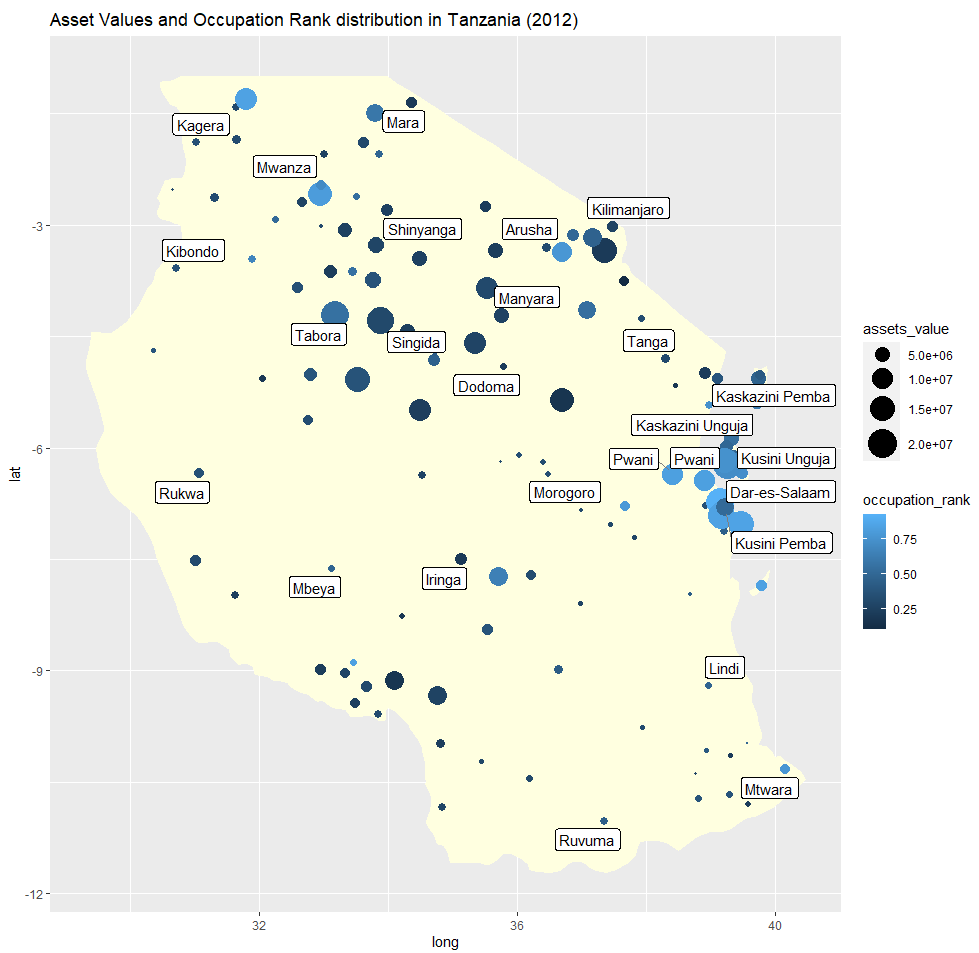 Asset Values and Occupation Rank distribution in Tanzania (2012)
Kagera
Mara
Mwanza
Kilimanjaro
Shinyanga
Arusha
-3
Kibondo
Manyara
Tabora
Singida
Tanga
Dodoma
Kaskazini Pemba
Kaskazini Unguja
-6
Pwani
Pwani
Kusini Unguja
Rukwa
Morogoro
Dar-es-Salaam
Kusini Pemba
Mbeya
Iringa
-9
Lindi
Mtwara
Ruvuma
-12
32
36
40
long
lat
assets_value
5.0e+06
1.0e+07
1.5e+07
2.0e+07
occupation_rank
0.75
0.50
0.25